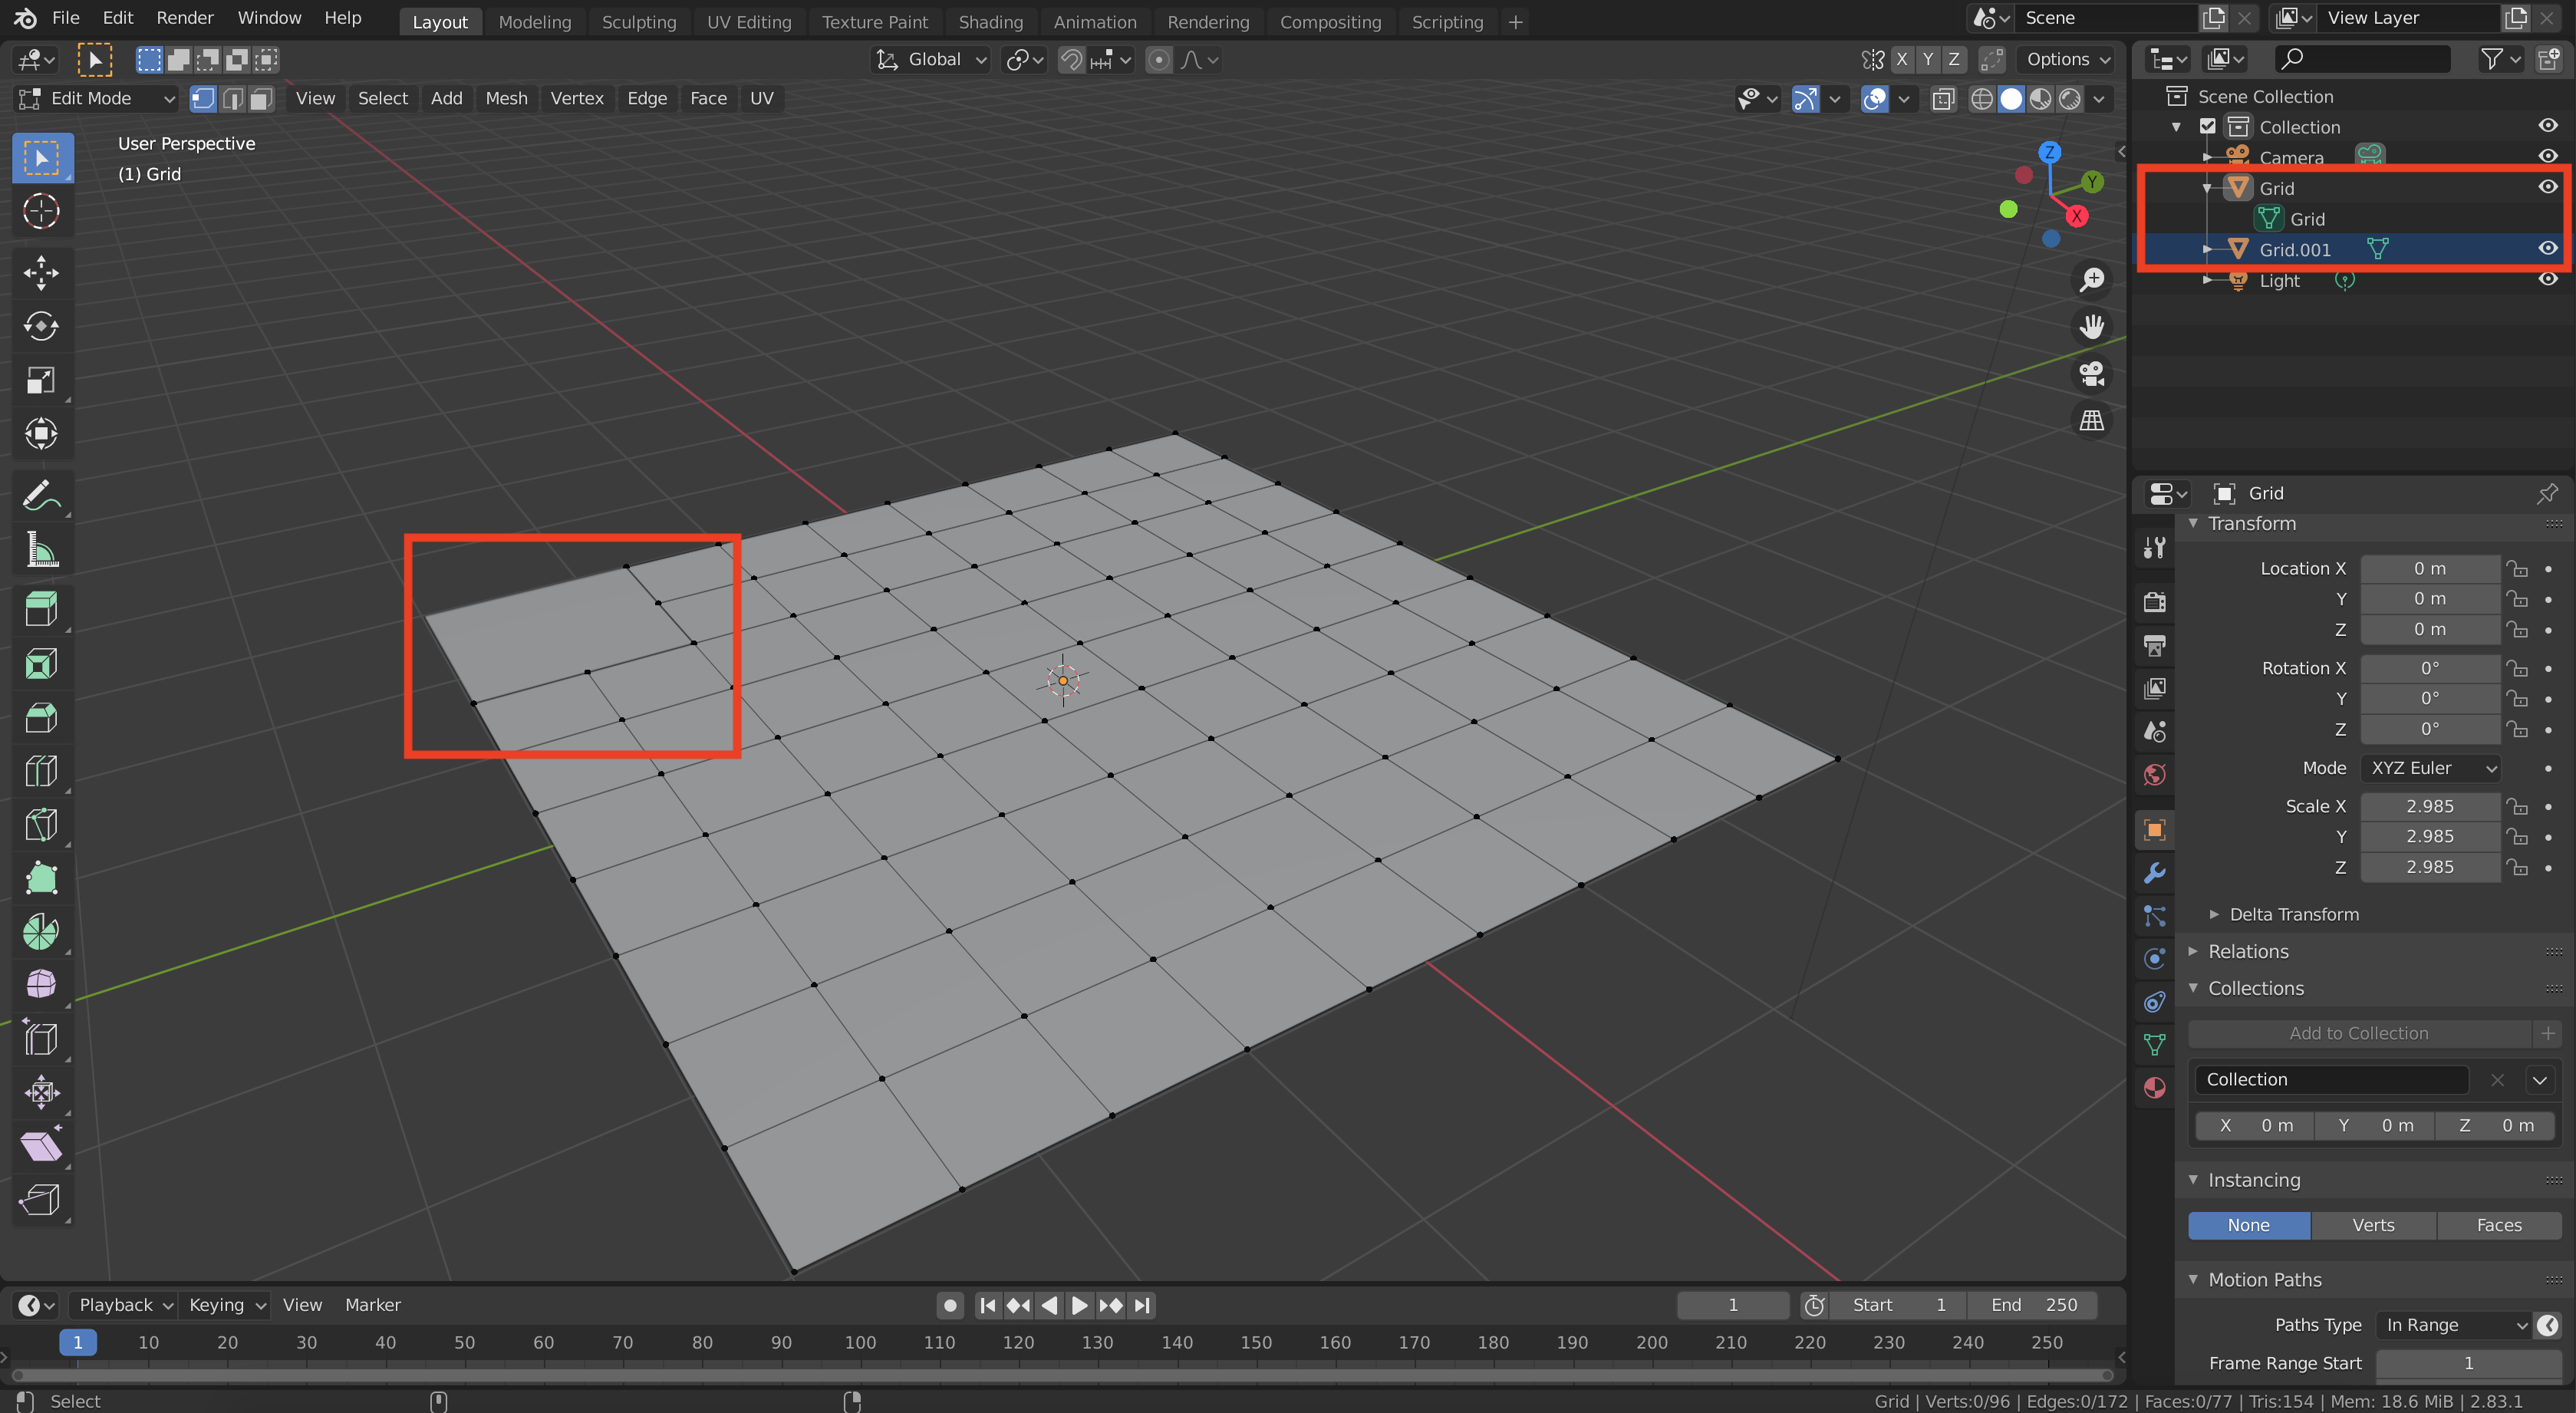 File Edit Render Window Help Layout Modeling Sculpting UV Editing Texture Paint Shading Animation Rendering Compositing Scripting + Scene View Layer
Global X Y Z Options
Edit Mode View Select Add Mesh Vertex Edge Face UV
User Perspective
(1) Grid
Z
Y
X
Scene Collection
Collection
Camera
Grid
Grid
Grid.001
Light
Grid
Transform
Location X 0 m
Y 0 m
Z 0 m
Rotation X 0°
Y 0°
Z 0°
Mode XYZ Euler
Scale X 2.985
Y 2.985
Z 2.985
Delta Transform
Relations
Collections
Add to Collection +
Collection
X 0 m Y 0 m Z 0 m
Instancing
None Verts Faces
Motion Paths
Paths Type In Range
Frame Range Start 1
Playback Keying View Marker 1 Start 1 End 250
1 10 20 30 40 50 60 70 80 90 100 110 120 130 140 150 160 170 180 190 200 210 220 230 240 250
Select
Grid | Verts:0/96 | Edges:0/172 | Faces:0/77 | Tris:154 | Mem: 18.6 MiB | 2.83.1